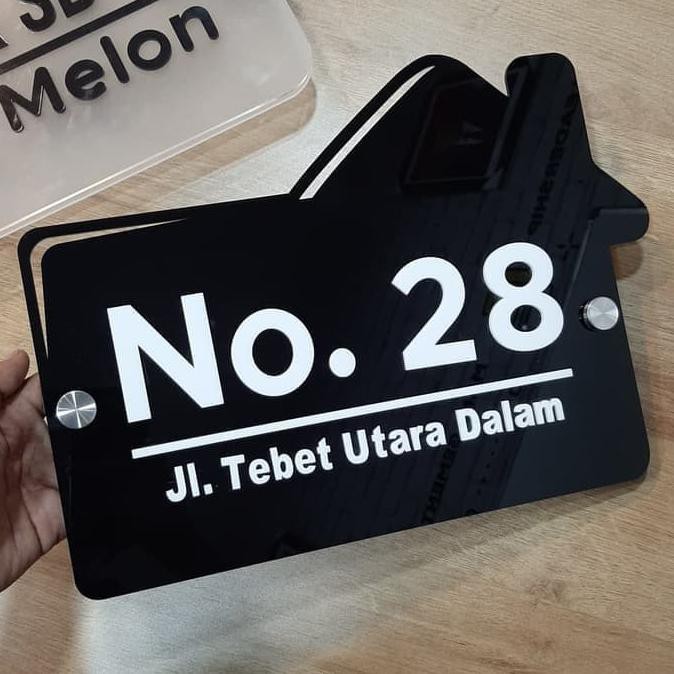 Melon
No. 28
Jl. Tebet Utara Dalam